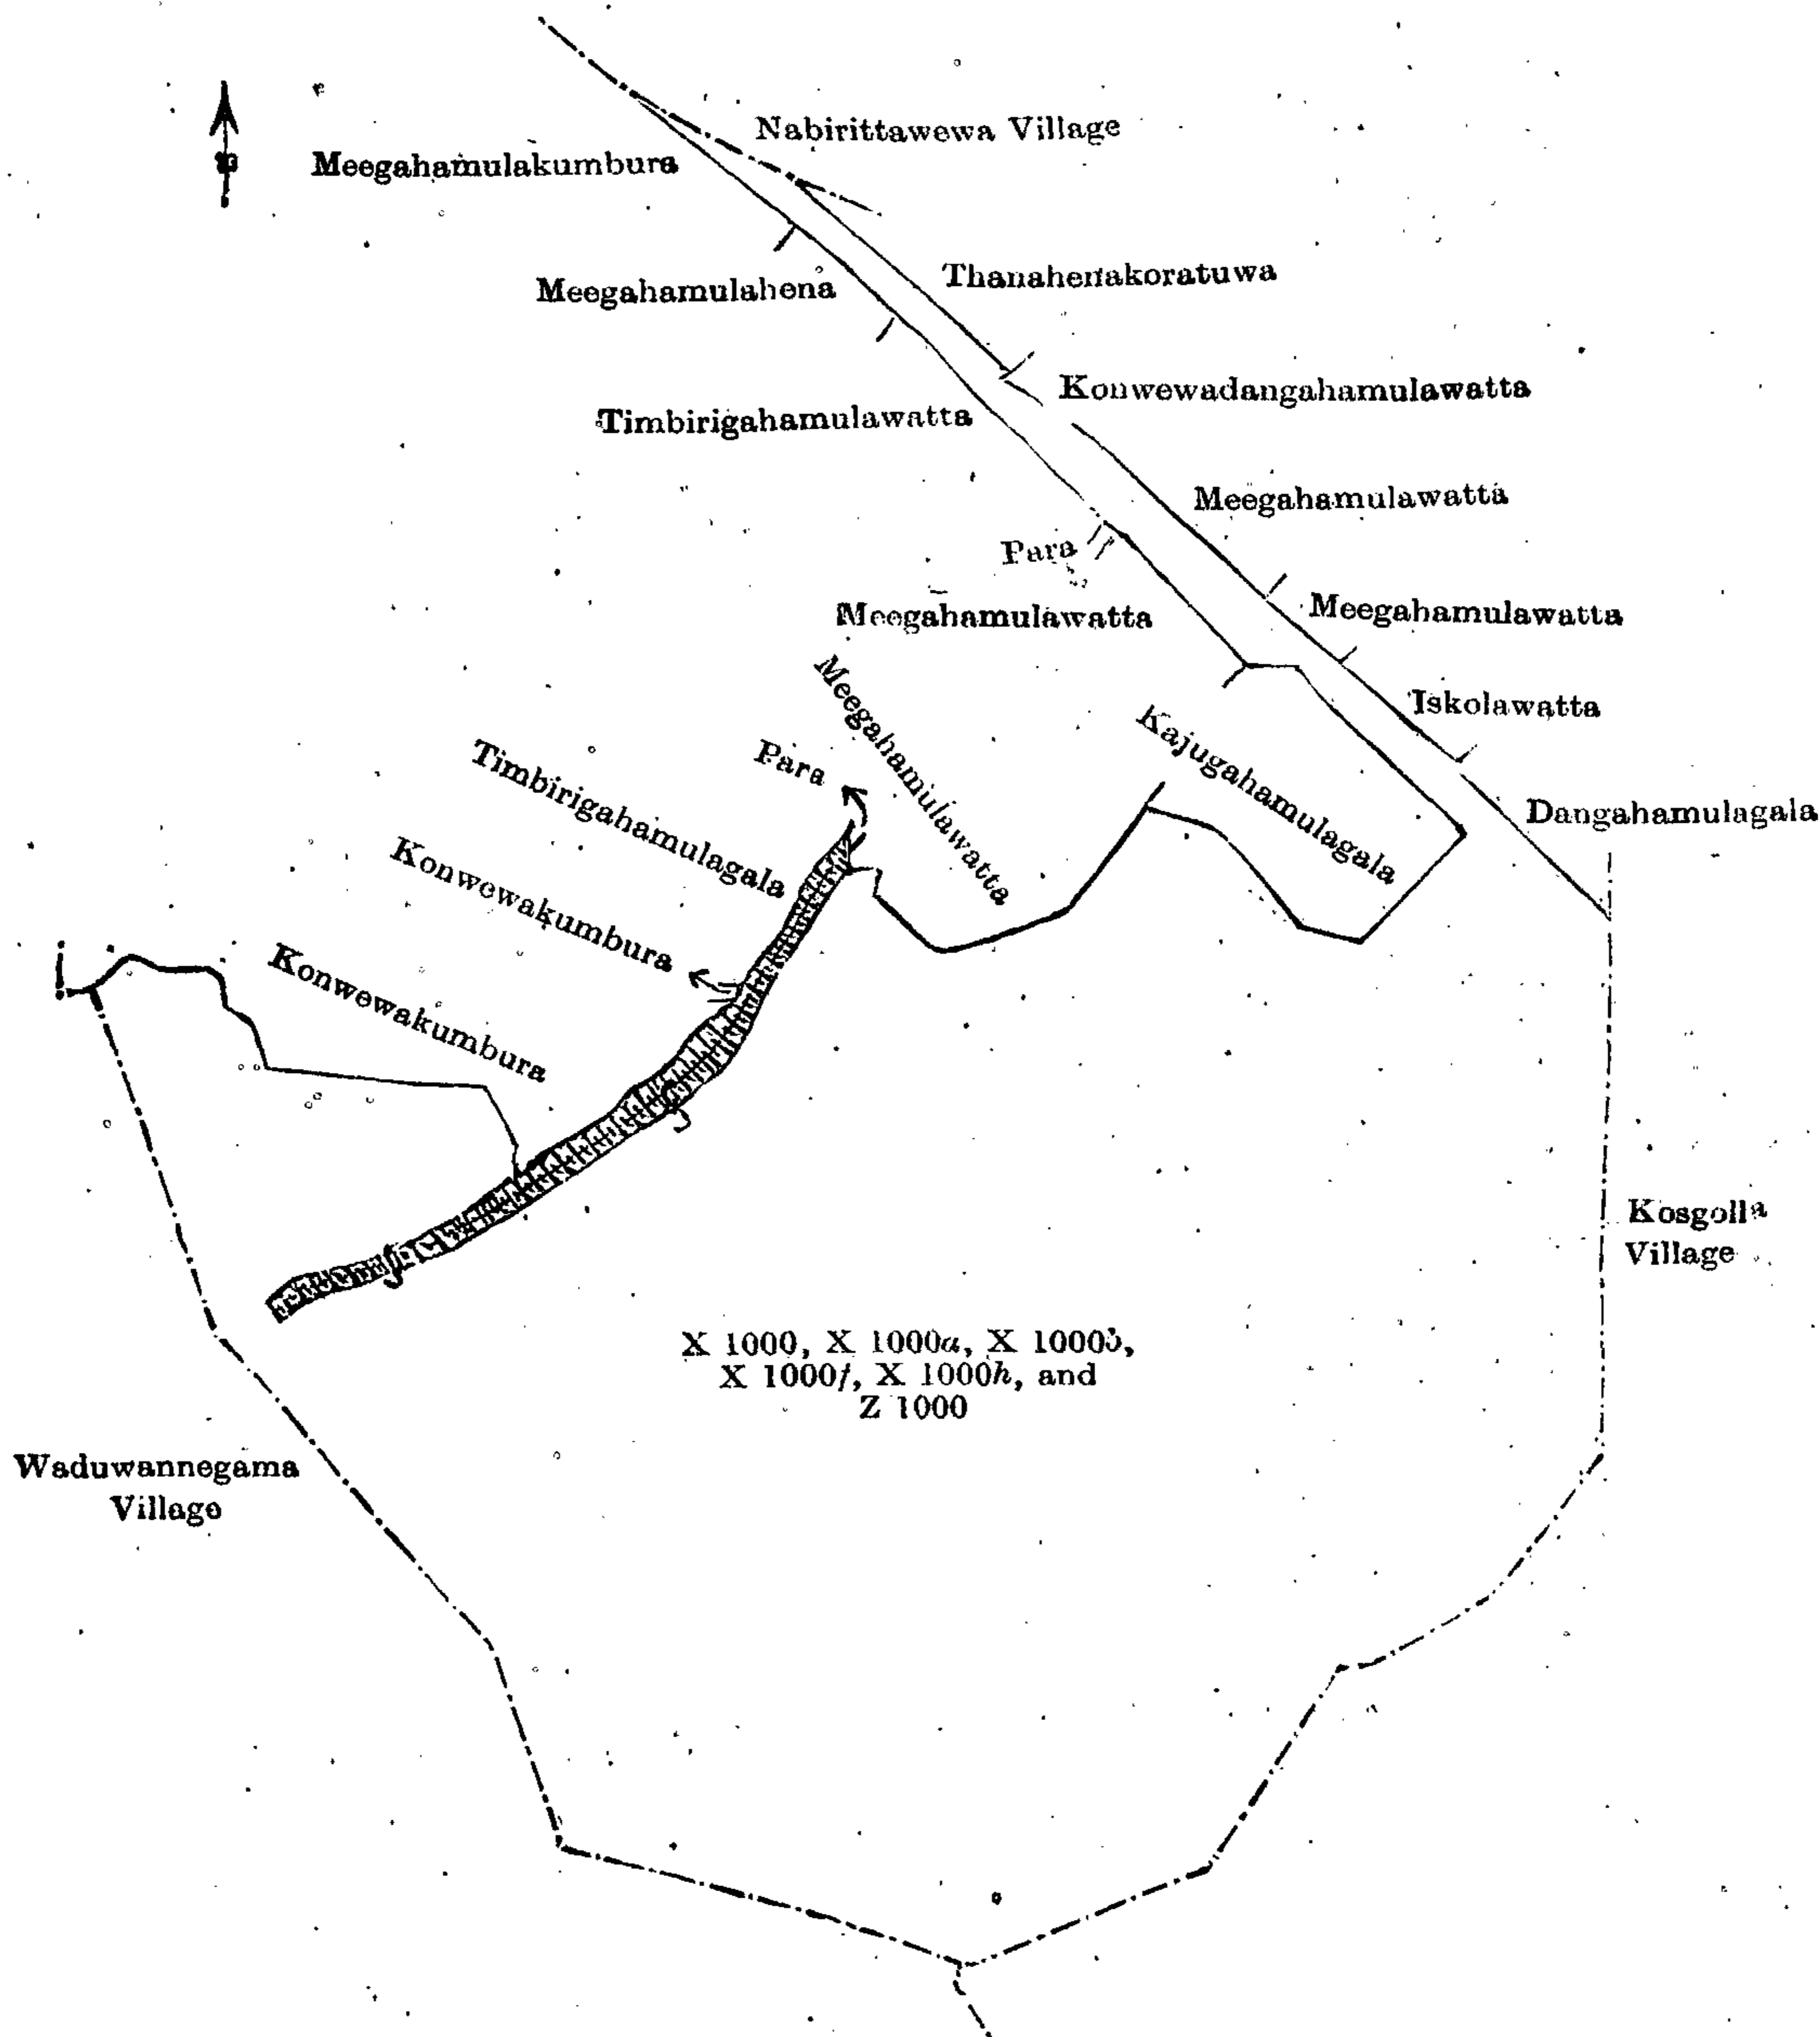 Nabirittawewa Village
Meegahamulakumbura
Thanahenakoratuwa
Meegahamulahena
Konwewadangahamulawatta
Timbirigahamulawatta
Meegahamulawatta
Para
Meegahamulawatta
Meegahamulawatta
Meegahamulawatta
Iskolawatta
Kajugahamulagala
Para
Timbirigahamulagala
Dangahamulagala
Konwewakumbura
Konwewakumbura
Kosgolla
Village
X 1000, X 1000a, X 1000b,
X 1000f, X 1000h, and
Z 1000
Waduwannegama
Village